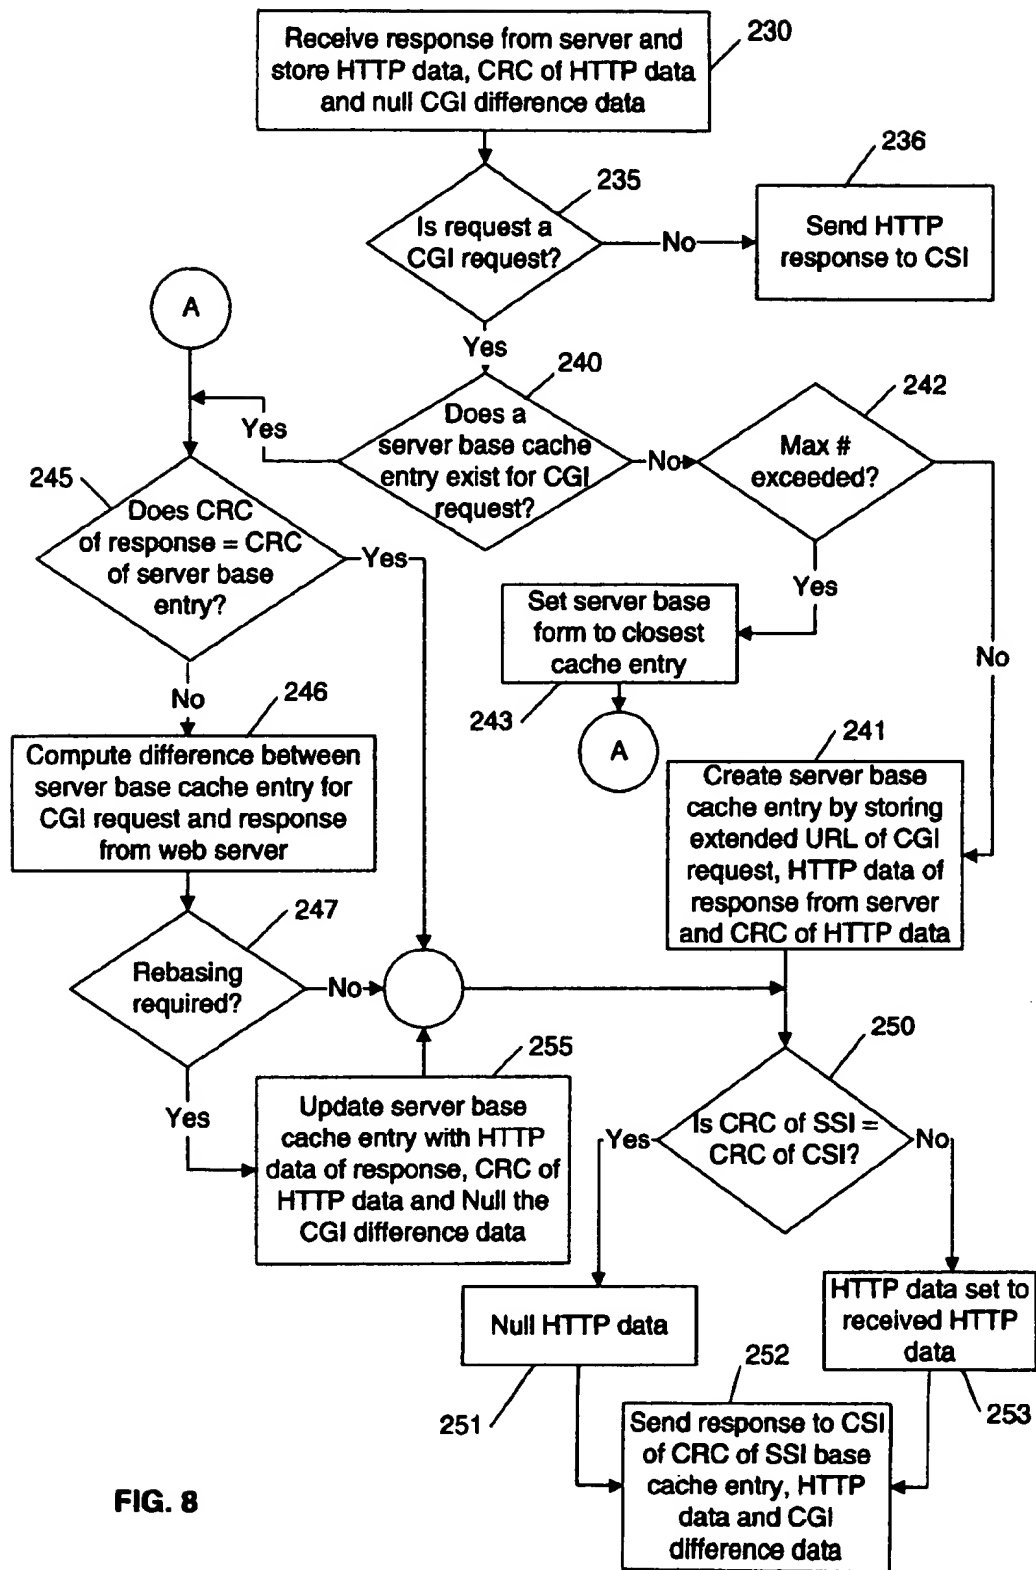 Receive response from server and
store HTTP data, CRC of HTTP data
and null CGI difference data
230
235
Is request a
CGI request?
No
236
Send HTTP
response to CSI
A
Yes
240
Does a
server base cache
entry exist for CGI
request?
Yes
No
242
Max #
exceeded?
245
Does CRC
of response = CRC
of server base
entry?
Yes
Yes
Set server base
form to closest
cache entry
243
A
No
No
246
Compute difference between
server base cache entry for
CGI request and response
from web server
241
Create server base
cache entry by storing
extended URL of CGI
request, HTTP data of
response from server
and CRC of HTTP data
247
Rebasing
required?
No
Yes
255
Update server base
cache entry with HTTP
data of response, CRC of
HTTP data and Null the
CGI difference data
250
Is CRC of SSI =
CRC of CSI?
Yes
No
Null HTTP data
251
HTTP data set to
received HTTP
data
253
252
Send response to CSI
of CRC of SSI base
cache entry, HTTP
data and CGI
difference data
FIG. 8